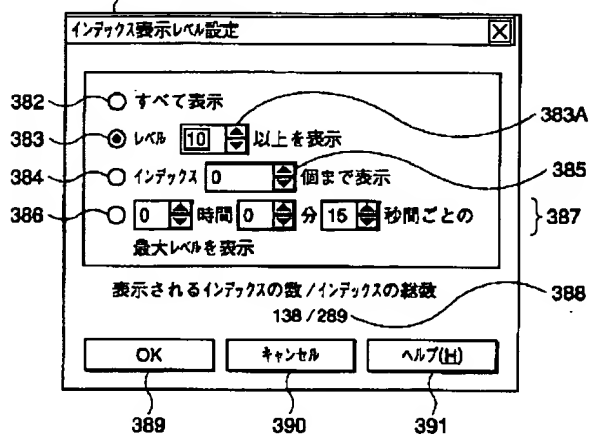 インデックス表示レベル設定
382 すべて表示
383 レベル 10 以上を表示 383A
384 インデックス 0 個まで表示 385
386 0 時間 0 分 15 秒間ごとの 387
最大レベルを表示
表示されるインデックスの数/インデックスの総数 388
138/289
OK キャンセル ヘルプ(H)
389 390 391